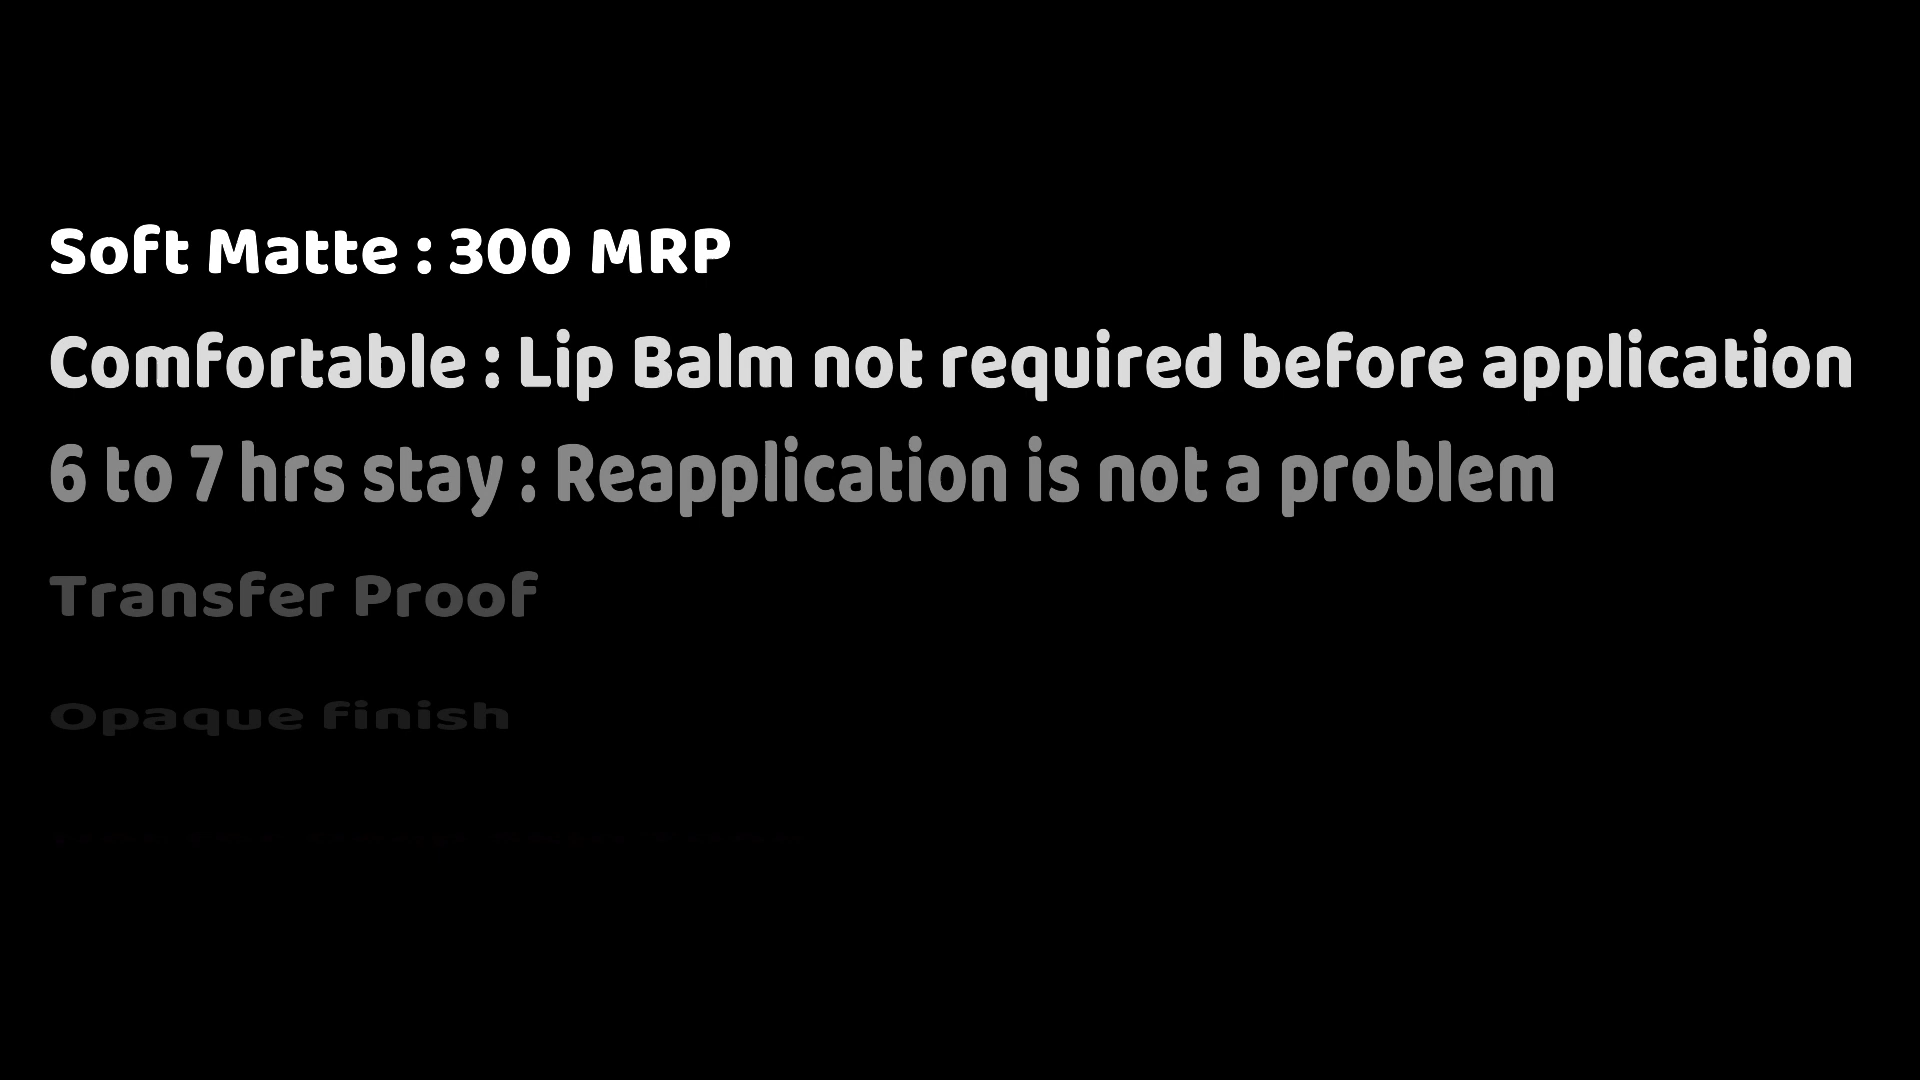 Soft Matte : 300 MRP
Comfortable : Lip Balm not required before application
6 to 7 hrs stay : Reapplication is not a problem
Transfer Proof
Opaque finish